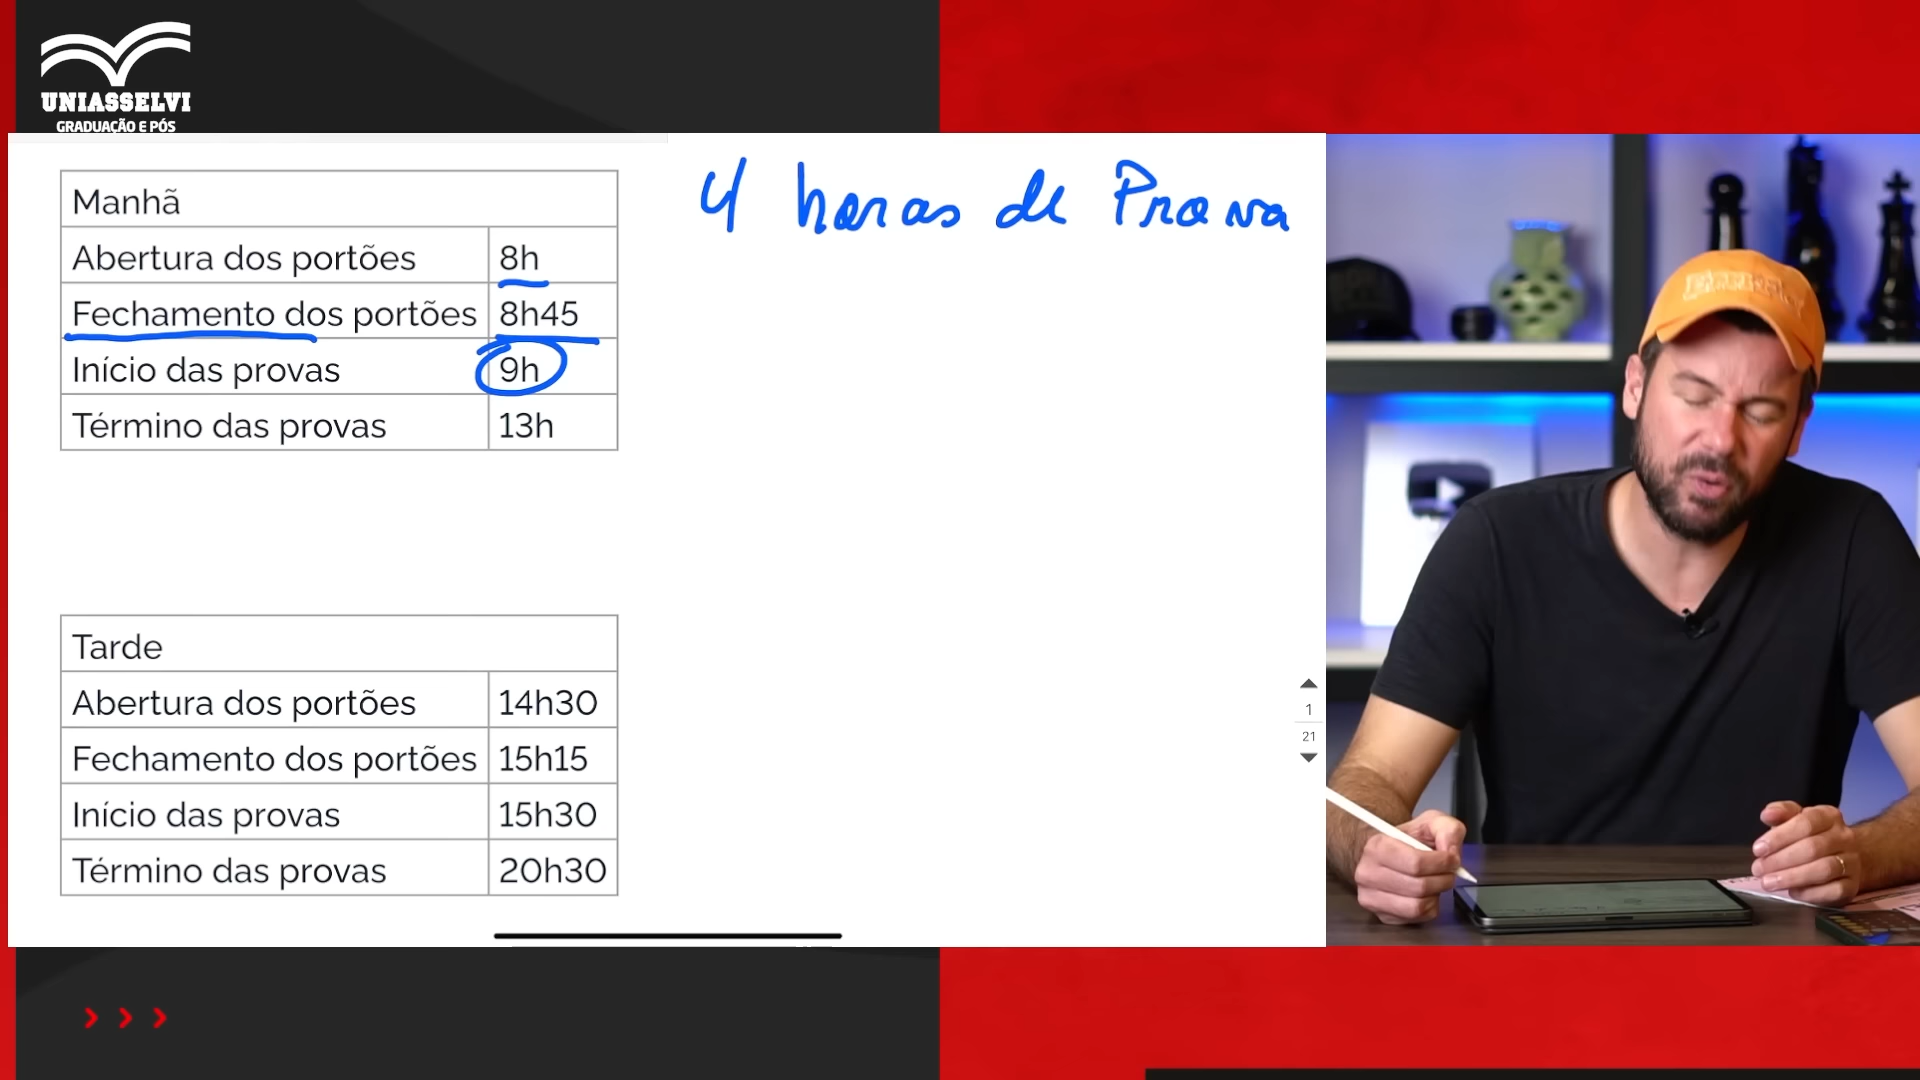 UNIASSELVI
GRADUAÇÃO E PÓS
Manhã
Abertura dos portões 8h
Fechamento dos portões 8h45
Início das provas 9h
Término das provas 13h
4 horas de Prova
Tarde
Abertura dos portões 14h30
Fechamento dos portões 15h15
Início das provas 15h30
Término das provas 20h30
1
21